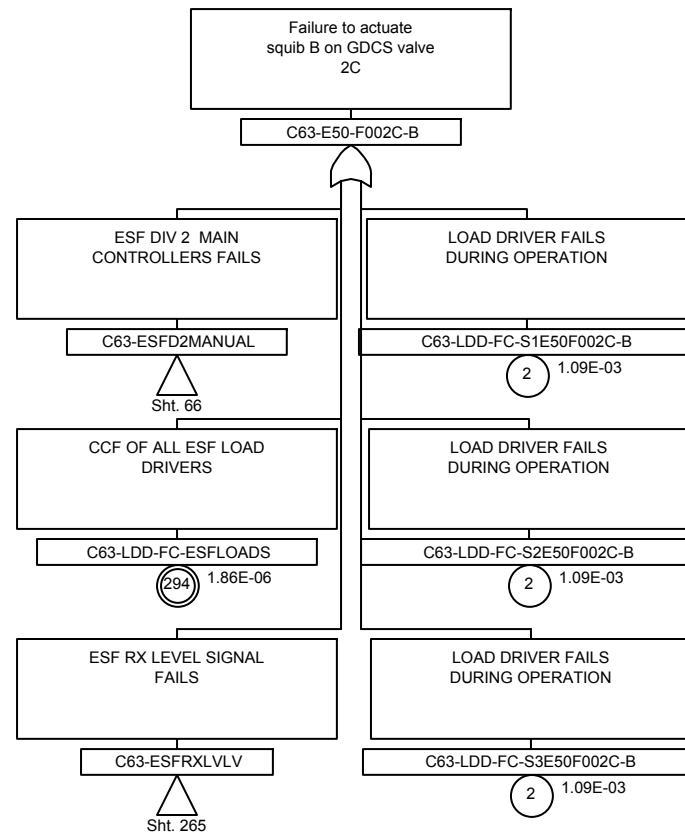 Failure to actuate
squib B on GDCS valve
2C
C63-E50-F002C-B
ESF DIV 2 MAIN
CONTROLLERS FAILS
C63-ESFD2MANUAL
Sht. 66
LOAD DRIVER FAILS
DURING OPERATION
C63-LDD-FC-S1E50F002C-B
2
1.09E-03
CCF OF ALL ESF LOAD
DRIVERS
C63-LDD-FC-ESFLOADS
294
1.86E-06
LOAD DRIVER FAILS
DURING OPERATION
C63-LDD-FC-S2E50F002C-B
2
1.09E-03
ESF RX LEVEL SIGNAL
FAILS
C63-ESFRXLVLV
Sht. 265
LOAD DRIVER FAILS
DURING OPERATION
C63-LDD-FC-S3E50F002C-B
2
1.09E-03